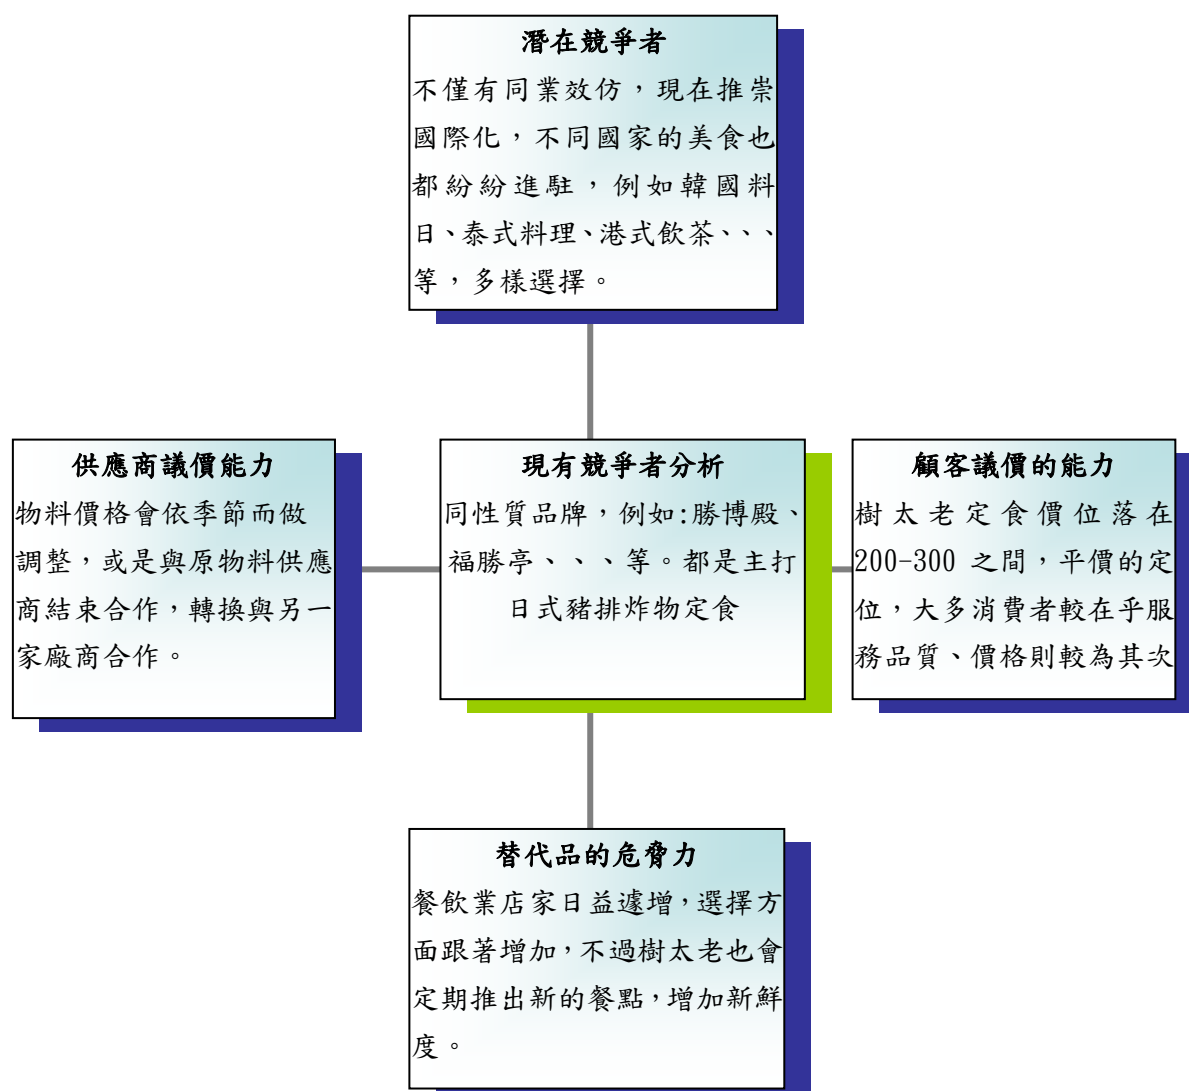 潛在競爭者
不僅有同業效仿，現在推崇
國際化，不同國家的美食也
都紛紛進駐，例如韓國料
日、泰式料理、港式飲茶、、、
等，多樣選擇。
供應商議價能力
物料價格會依季節而做
調整，或是與原物料供應
商結束合作，轉換與另一
家廠商合作。
現有競爭者分析
同性質品牌，例如:勝博殿、
福勝亭、、、等。都是主打
日式豬排炸物定食
顧客議價的能力
樹太老定食價位落在
200-300 之間，平價的定
位，大多消費者較在乎服
務品質、價格則較為其次
替代品的危脅力
餐飲業店家日益遽增，選擇方
面跟著增加，不過樹太老也會
定期推出新的餐點，增加新鮮
度。